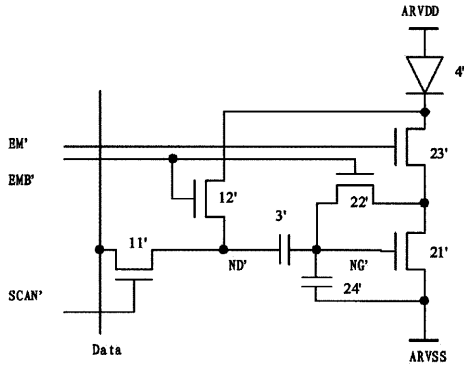 ARVDD
4'
EM'
23'
EMB'
12'
22'
3'
11'
21'
ND'
NG'
24'
SCAN'
Data
ARVSS